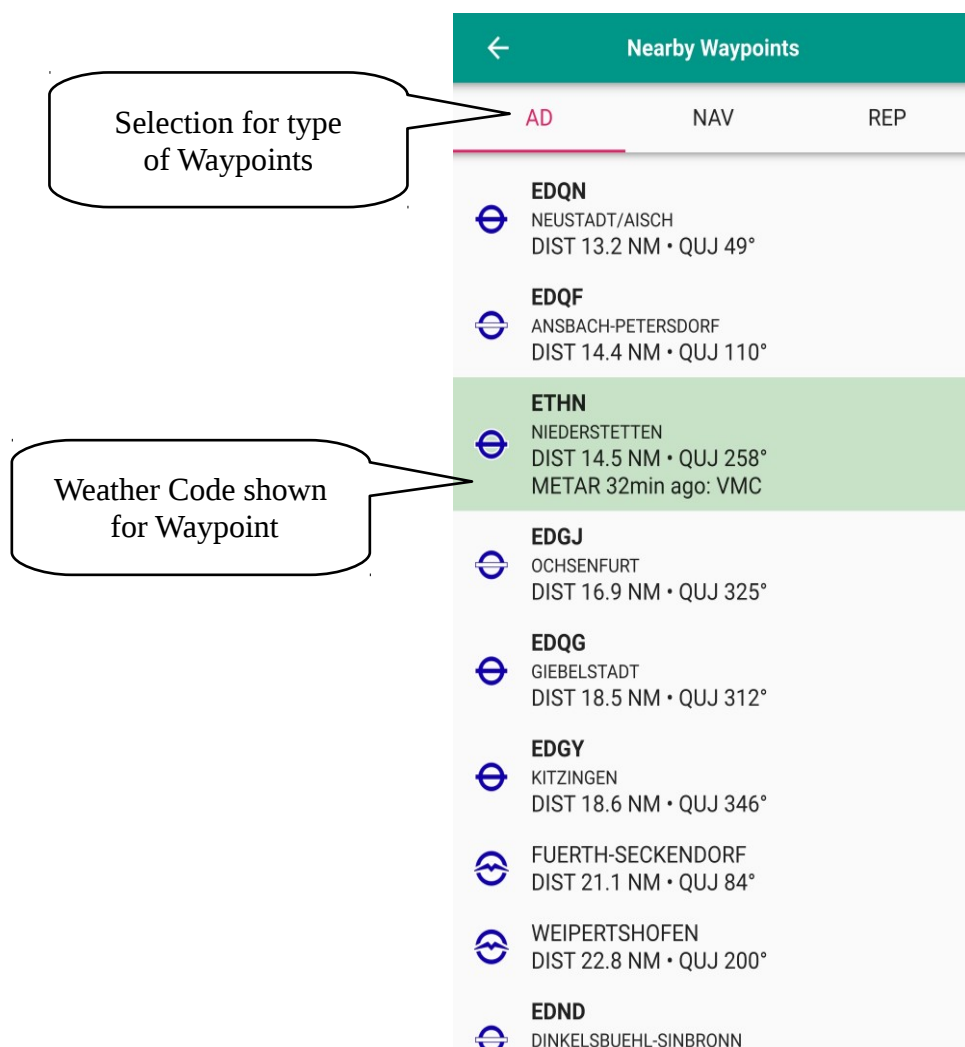 Nearby Waypoints
AD NAV REP
Selection for type
of Waypoints
EDQN
NEUSTADT/AISCH
DIST 13.2 NM • QUJ 49°
EDQF
ANSBACH-PETERSDORF
DIST 14.4 NM • QUJ 110°
ETHN
NIEDERSTETTEN
DIST 14.5 NM • QUJ 258°
METAR 32min ago: VMC
Weather Code shown
for Waypoint
EDGJ
OCHSENFURT
DIST 16.9 NM • QUJ 325°
EDQG
GIEBELSTADT
DIST 18.5 NM • QUJ 312°
EDGY
KITZINGEN
DIST 18.6 NM • QUJ 346°
FUERTH-SECKENDORF
DIST 21.1 NM • QUJ 84°
WEIPERTSHOFEN
DIST 22.8 NM • QUJ 200°
EDND
DINKELSBUEHL-SINBRONN